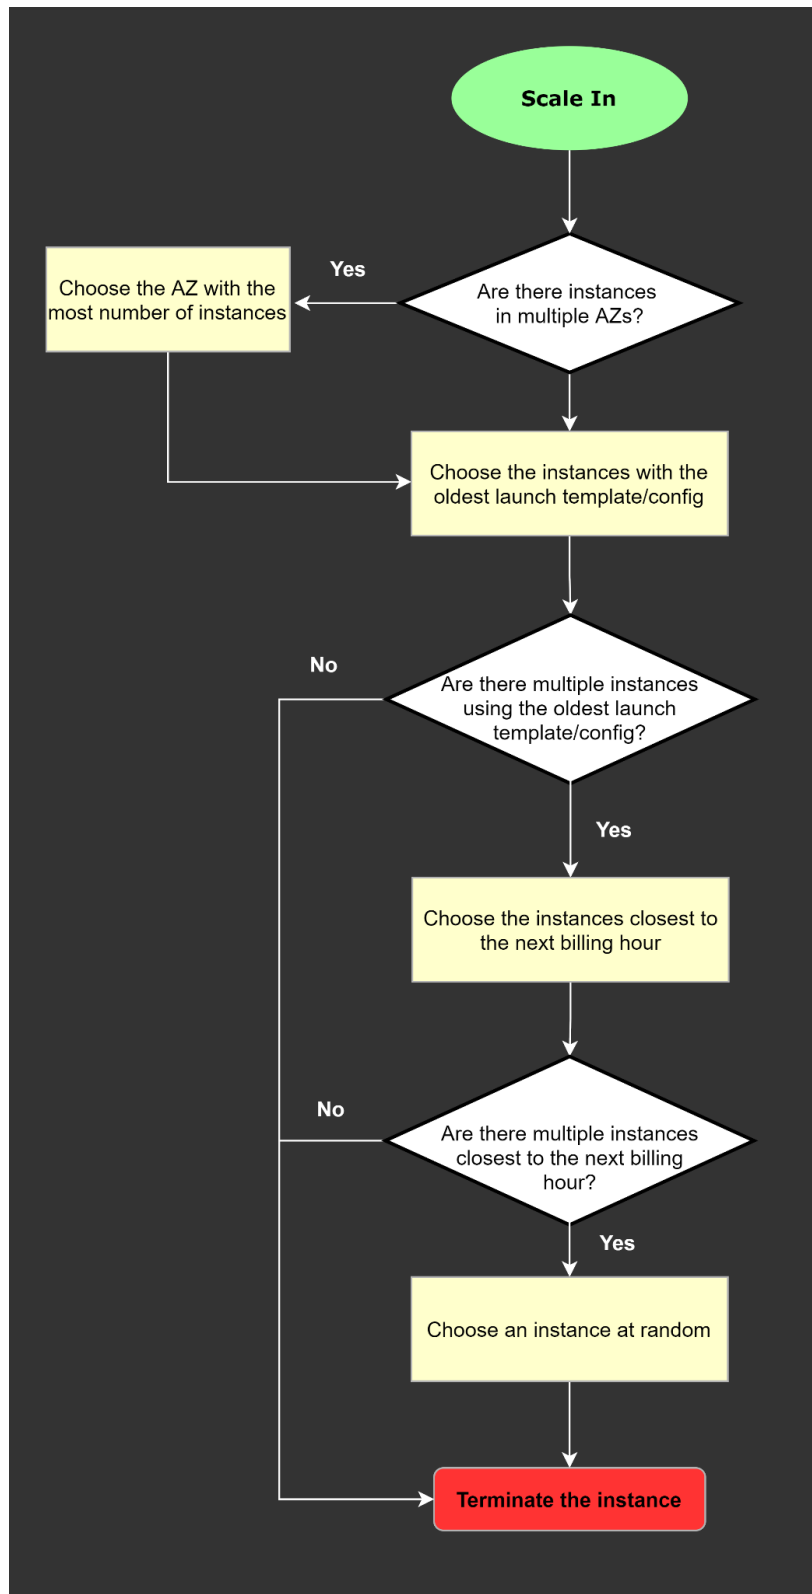 Scale In
Yes
Are there instances
in multiple AZs?
Choose the AZ with the
most number of instances
Choose the instances with the
oldest launch template/config
No
Are there multiple instances
using the oldest launch
template/config?
Yes
Choose the instances closest to
the next billing hour
No
Are there multiple instances
closest to the next billing
hour?
Yes
Choose an instance at random
Terminate the instance